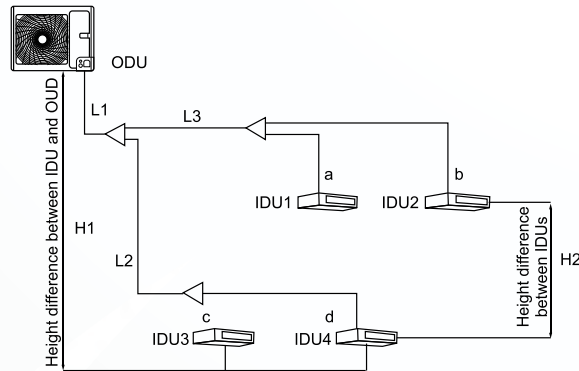 ODU
L1
L3
a
b
IDU1
IDU2
Height difference between IDU and OUD
H1
Height difference
between IDUs
H2
L2
c
d
IDU3
IDU4